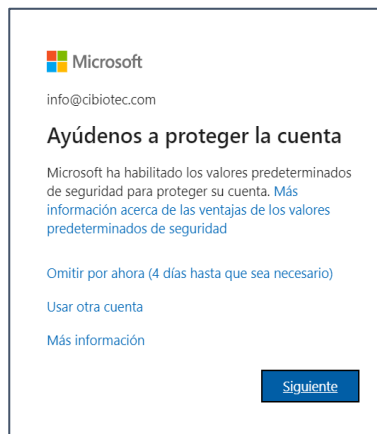 Microsoft
info@cibiotec.com
Ayúdenos a proteger la cuenta
Microsoft ha habilitado los valores predeterminados
de seguridad para proteger su cuenta. Más
información acerca de las ventajas de los valores
predeterminados de seguridad
Omitir por ahora (4 días hasta que sea necesario)
Usar otra cuenta
Más información
Siguiente